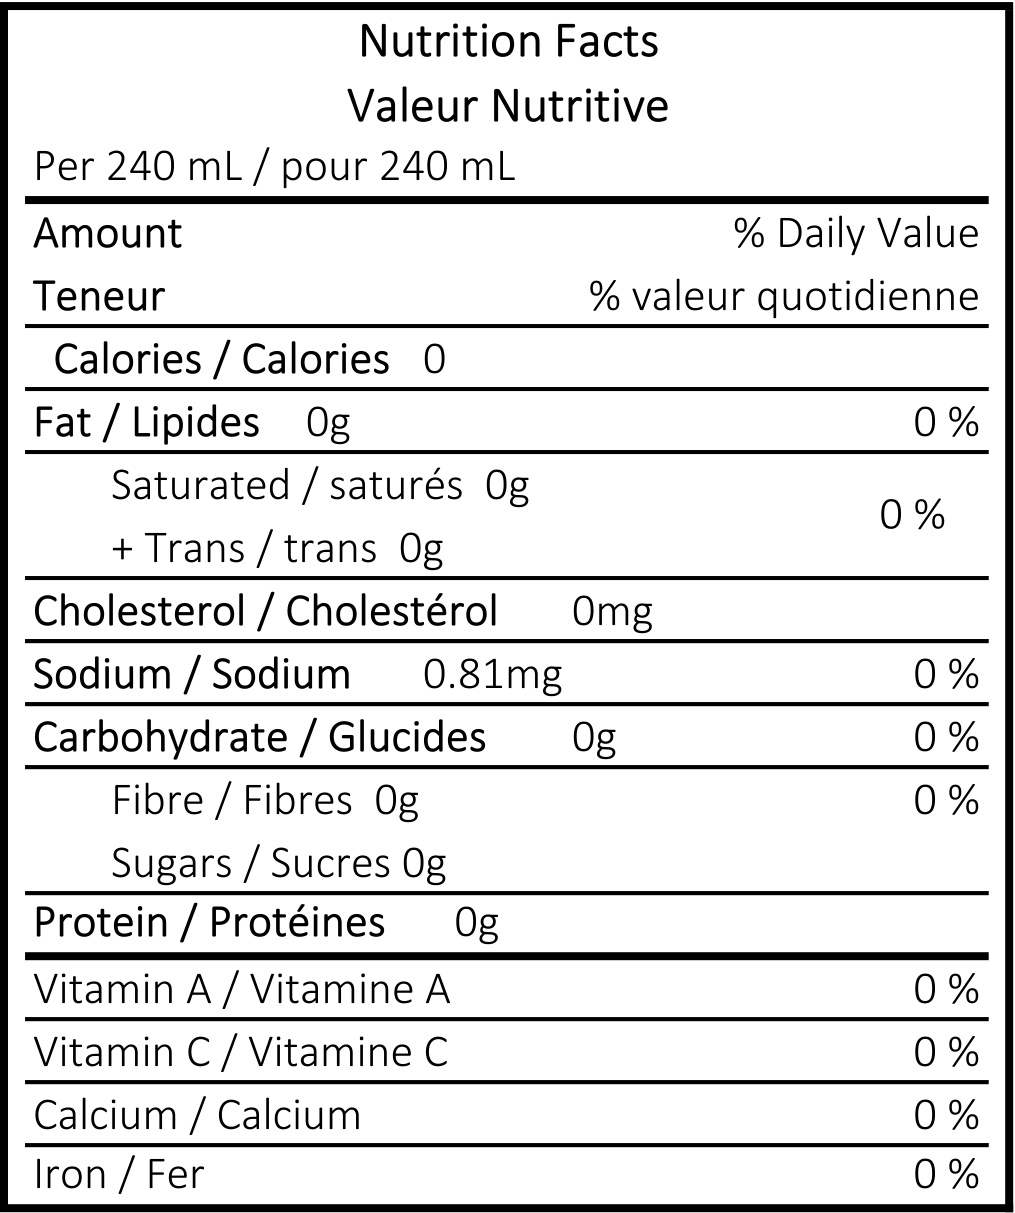 Nutrition Facts
Valeur Nutritive
Per 240 mL / pour 240 mL
Amount % Daily Value
Teneur % valeur quotidienne
Calories / Calories 0
Fat / Lipides 0g 0 %
Saturated / saturés 0g
0 %
+ Trans / trans 0g
Cholesterol / Cholestérol 0mg
Sodium / Sodium 0.81mg 0 %
Carbohydrate / Glucides 0g 0 %
Fibre / Fibres 0g 0 %
Sugars / Sucres 0g
Protein / Protéines 0g
Vitamin A / Vitamine A 0 %
Vitamin C / Vitamine C 0 %
Calcium / Calcium 0 %
Iron / Fer 0 %